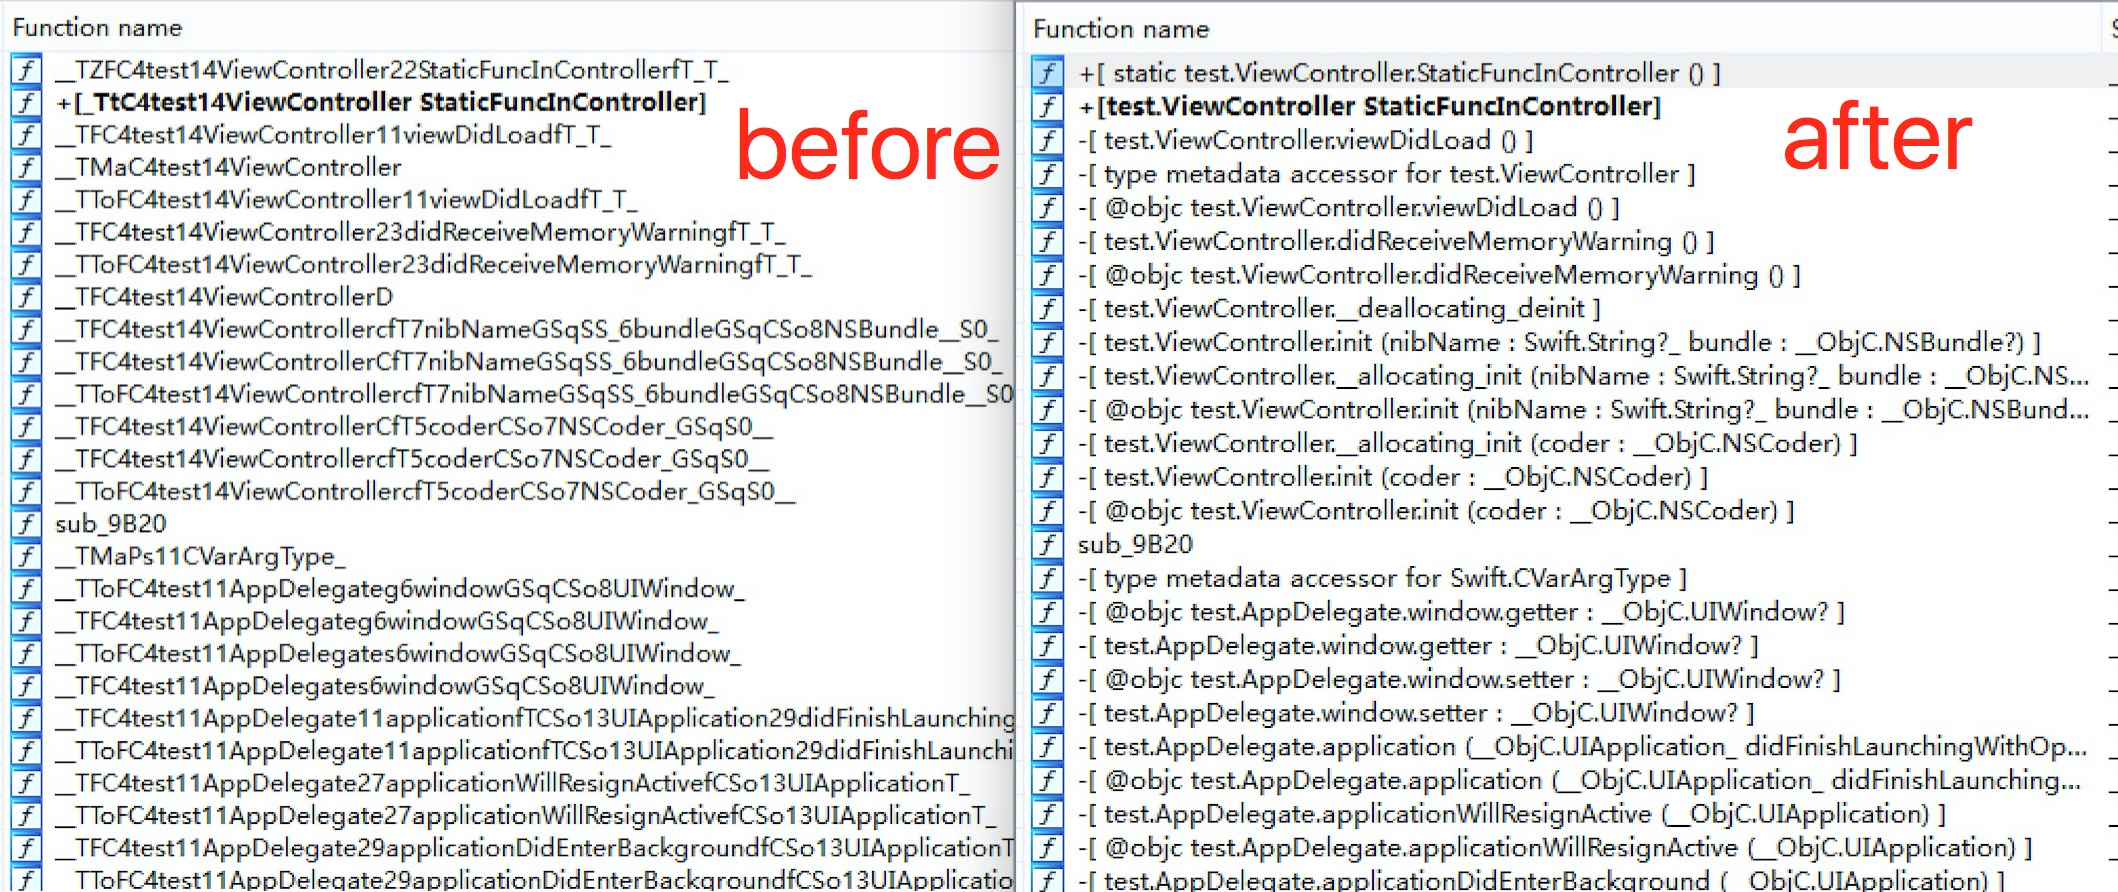 Function name
__TZFC4test14ViewController22StaticFuncInControllerfT_T_
+[_TtC4test14ViewController StaticFuncInController]
__TFC4test14ViewController11viewDidLoadfT_T_
__TMaC4test14ViewController
__TToFC4test14ViewController11viewDidLoadfT_T_
__TFC4test14ViewController23didReceiveMemoryWarningfT_T_
__TToFC4test14ViewController23didReceiveMemoryWarningfT_T_
__TFC4test14ViewControllerD
__TFC4test14ViewControllercfT7nibNameGSqSS_6bundleGSqCSo8NSBundle__S0_
__TFC4test14ViewControllerCfT7nibNameGSqSS_6bundleGSqCSo8NSBundle__S0_
__TToFC4test14ViewControllercfT7nibNameGSqSS_6bundleGSqCSo8NSBundle__S0
__TFC4test14ViewControllerCfT5coderCSo7NSCoder_GSqS0__
__TFC4test14ViewControllercfT5coderCSo7NSCoder_GSqS0__
__TToFC4test14ViewControllercfT5coderCSo7NSCoder_GSqS0__
sub_9B20
__TMaPs11CVarArgType_
__TToFC4test11AppDelegateg6windowGSqCSo8UIWindow_
__TFC4test11AppDelegateg6windowGSqCSo8UIWindow_
__TToFC4test11AppDelegates6windowGSqCSo8UIWindow_
__TFC4test11AppDelegates6windowGSqCSo8UIWindow_
__TFC4test11AppDelegate11applicationfTCSo13UIApplication29didFinishLaunching
__TToFC4test11AppDelegate11applicationfTCSo13UIApplication29didFinishLaunchi
__TFC4test11AppDelegate27applicationWillResignActivefCSo13UIApplicationT_
__TToFC4test11AppDelegate27applicationWillResignActivefCSo13UIApplicationT_
__TFC4test11AppDelegate29applicationDidEnterBackgroundfCSo13UIApplicationT
__TToFC4test11AppDelegate29applicationDidEnterBackgroundfCSo13UIApplicatio
before
Function name
+[ static test.ViewController.StaticFuncInController () ]
+[test.ViewController StaticFuncInController]
-[ test.ViewController.viewDidLoad () ]
-[ type metadata accessor for test.ViewController ]
-[ @objc test.ViewController.viewDidLoad () ]
-[ test.ViewController.didReceiveMemoryWarning () ]
-[ @objc test.ViewController.didReceiveMemoryWarning () ]
-[ test.ViewController.__deallocating_deinit ]
-[ test.ViewController.init (nibName : Swift.String?_ bundle : __ObjC.NSBundle?) ]
-[ test.ViewController.__allocating_init (nibName : Swift.String?_ bundle : __ObjC.NS...
-[ @objc test.ViewController.init (nibName : Swift.String?_ bundle : __ObjC.NSBund...
-[ test.ViewController.__allocating_init (coder : __ObjC.NSCoder) ]
-[ test.ViewController.init (coder : __ObjC.NSCoder) ]
-[ @objc test.ViewController.init (coder : __ObjC.NSCoder) ]
sub_9B20
-[ type metadata accessor for Swift.CVarArgType ]
-[ @objc test.AppDelegate.window.getter : __ObjC.UIWindow? ]
-[ test.AppDelegate.window.getter : __ObjC.UIWindow? ]
-[ @objc test.AppDelegate.window.setter : __ObjC.UIWindow? ]
-[ test.AppDelegate.window.setter : __ObjC.UIWindow? ]
-[ test.AppDelegate.application (__ObjC.UIApplication_ didFinishLaunchingWithOp...
-[ @objc test.AppDelegate.application (__ObjC.UIApplication_ didFinishLaunching...
-[ test.AppDelegate.applicationWillResignActive (__ObjC.UIApplication) ]
-[ @objc test.AppDelegate.applicationWillResignActive (__ObjC.UIApplication) ]
-[ test.AppDelegate.applicationDidEnterBackground (__ObjC.UIApplication) ]
after